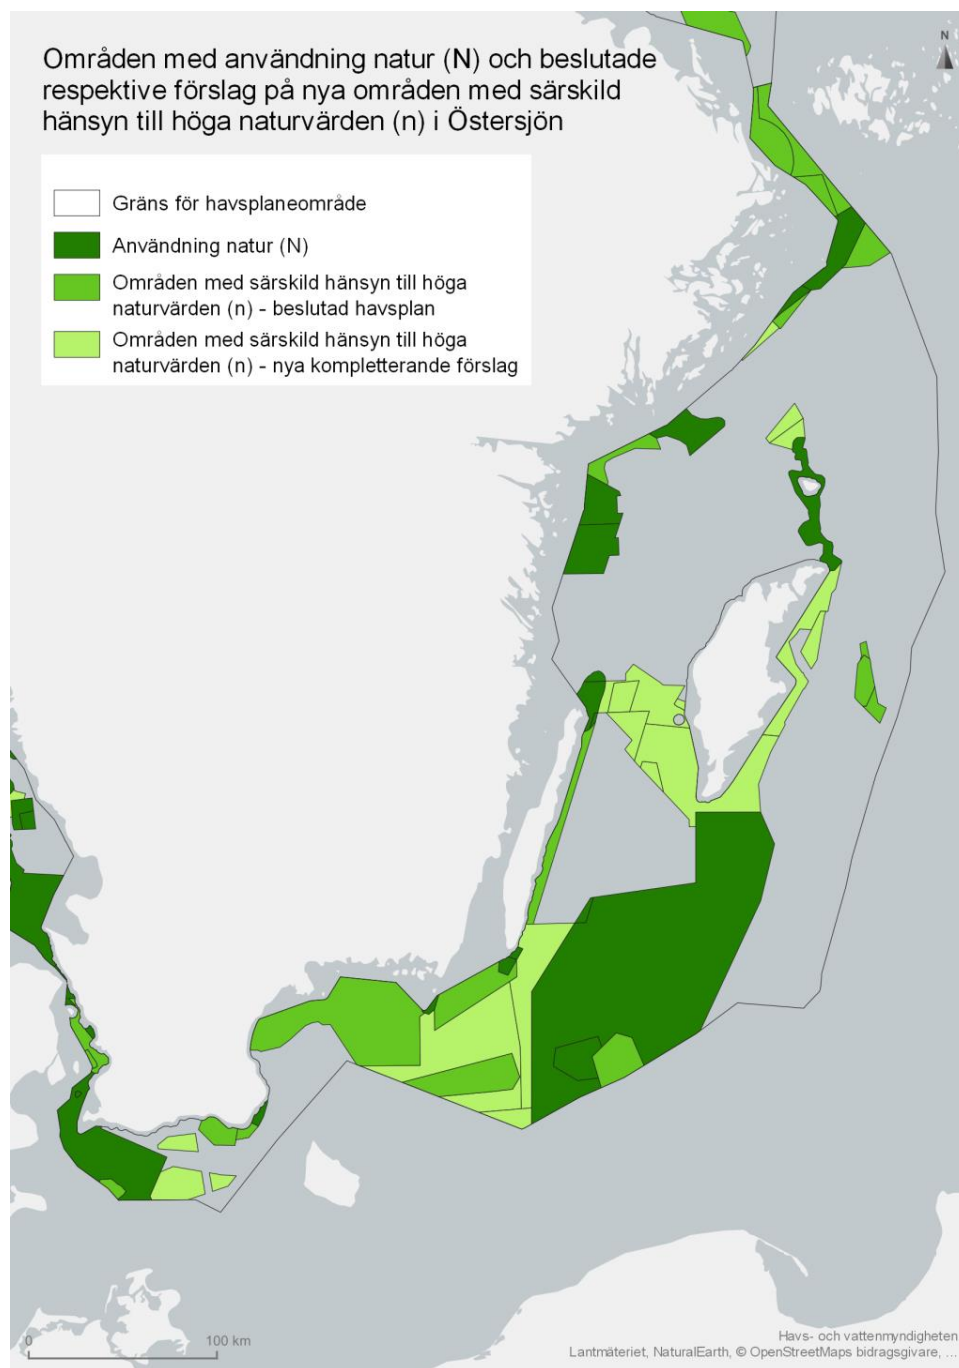 Områden med användning natur (N) och beslutade
respektive förslag på nya områden med särskild
hänsyn till höga naturvärden (n) i Östersjön
N
Gräns för havsplaneområde
Användning natur (N)
Områden med särskild hänsyn till höga
naturvärden (n) - beslutad havsplan
Områden med särskild hänsyn till höga
naturvärden (n) - nya kompletterande förslag
0 100 km
Havs- och vattenmyndigheten
Lantmäteriet, NaturalEarth, © OpenStreetMaps bidragsgivare, ...